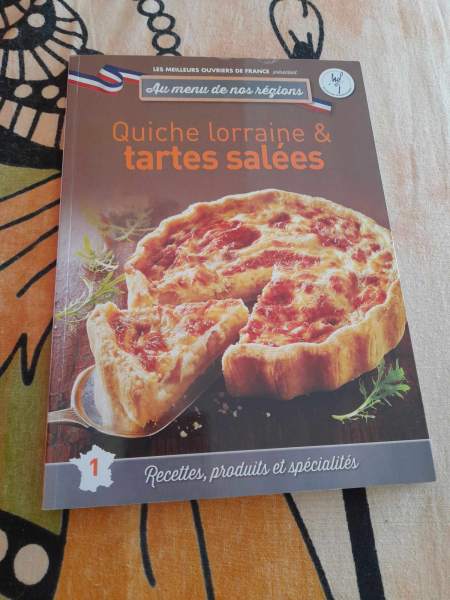 LES MEILLEURS OUVRIERS DE FRANCE présentent
Au menu de nos régions
Quiche lorraine &
tartes salées
1
Recettes, produits et spécialités